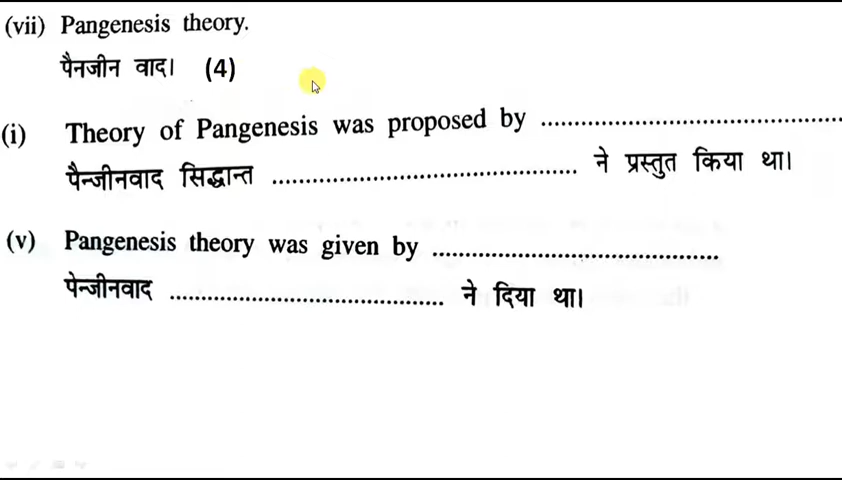 (vii) Pangenesis theory.
पैनजीन वाद। (4)
(i) Theory of Pangenesis was proposed by ................................................
पैन्जीनवाद सिद्धान्त ................................................ ने प्रस्तुत किया था।
(v) Pangenesis theory was given by ................................................
पेन्जीनवाद ................................................ ने दिया था।